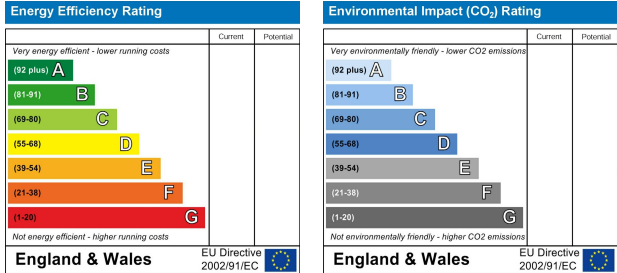 Energy Efficiency Rating
Current Potential
Very energy efficient - lower running costs
(92 plus) A
(81-91) B
(69-80) C
(55-68) D
(39-54) E
(21-38) F
(1-20) G
Not energy efficient - higher running costs
England & Wales
EU Directive
2002/91/EC
Environmental Impact (CO₂) Rating
Current Potential
Very environmentally friendly - lower CO2 emissions
(92 plus) A
(81-91) B
(69-80) C
(55-68) D
(39-54) E
(21-38) F
(1-20) G
Not environmentally friendly - higher CO2 emissions
England & Wales
EU Directive
2002/91/EC